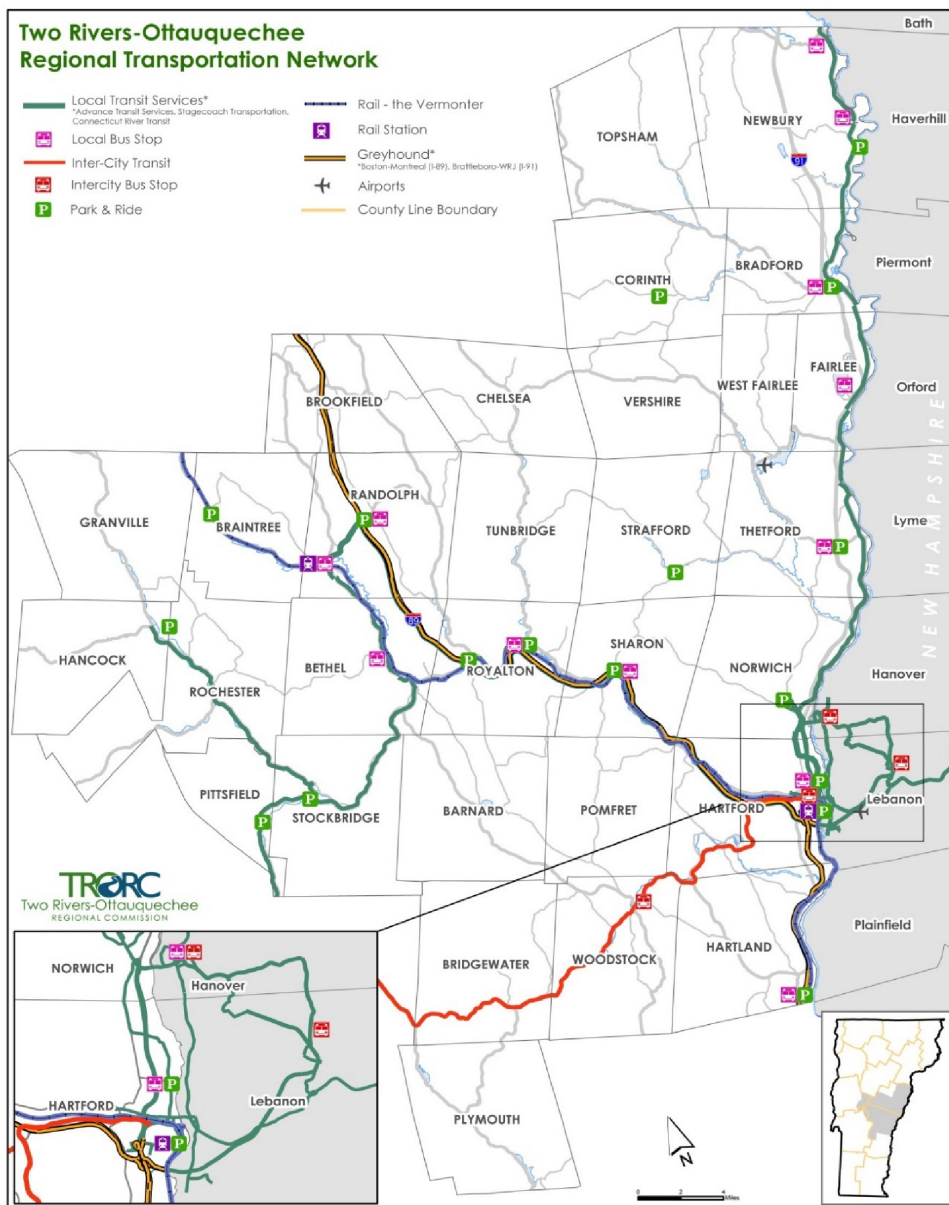 Two Rivers-Ottauquechee
Regional Transportation Network
Local Transit Services*
*Advance Transit Services, Stagecoach Transportation,
Connecticut River Transit
Local Bus Stop
Inter-City Transit
Intercity Bus Stop
P Park & Ride
Rail - the Vermonter
Rail Station
Greyhound*
*Boston-Montreal (I-89), Brattleboro-WRJ (I-91)
Airports
County Line Boundary
Bath
NEWBURY
Haverhill
TOPSHAM
91
P
Piermont
BRADFORD
CORINTH
P
P
FAIRLEE
WEST FAIRLEE
Orford
CHELSEA
VERSHIRE
BROOKFIELD
NEW HAMPSHIRE
RANDOLPH
P
P
GRANVILLE
BRAINTREE
TUNBRIDGE
STRAFFORD
THETFORD
Lyme
P
P
89
P
HANCOCK
BETHEL
P
P
ROYALTON
SHARON
P
NORWICH
Hanover
ROCHESTER
P
PITTSFIELD
P
STOCKBRIDGE
P
BARNARD
POMFRET
HARTFORD
P
P
Lebanon
TRORC
Two Rivers-Ottauquechee
REGIONAL COMMISSION
Plainfield
BRIDGEWATER
WOODSTOCK
HARTLAND
P
NORWICH
Hanover
P
HARTFORD
Lebanon
P
PLYMOUTH
N
0 2 4
Miles